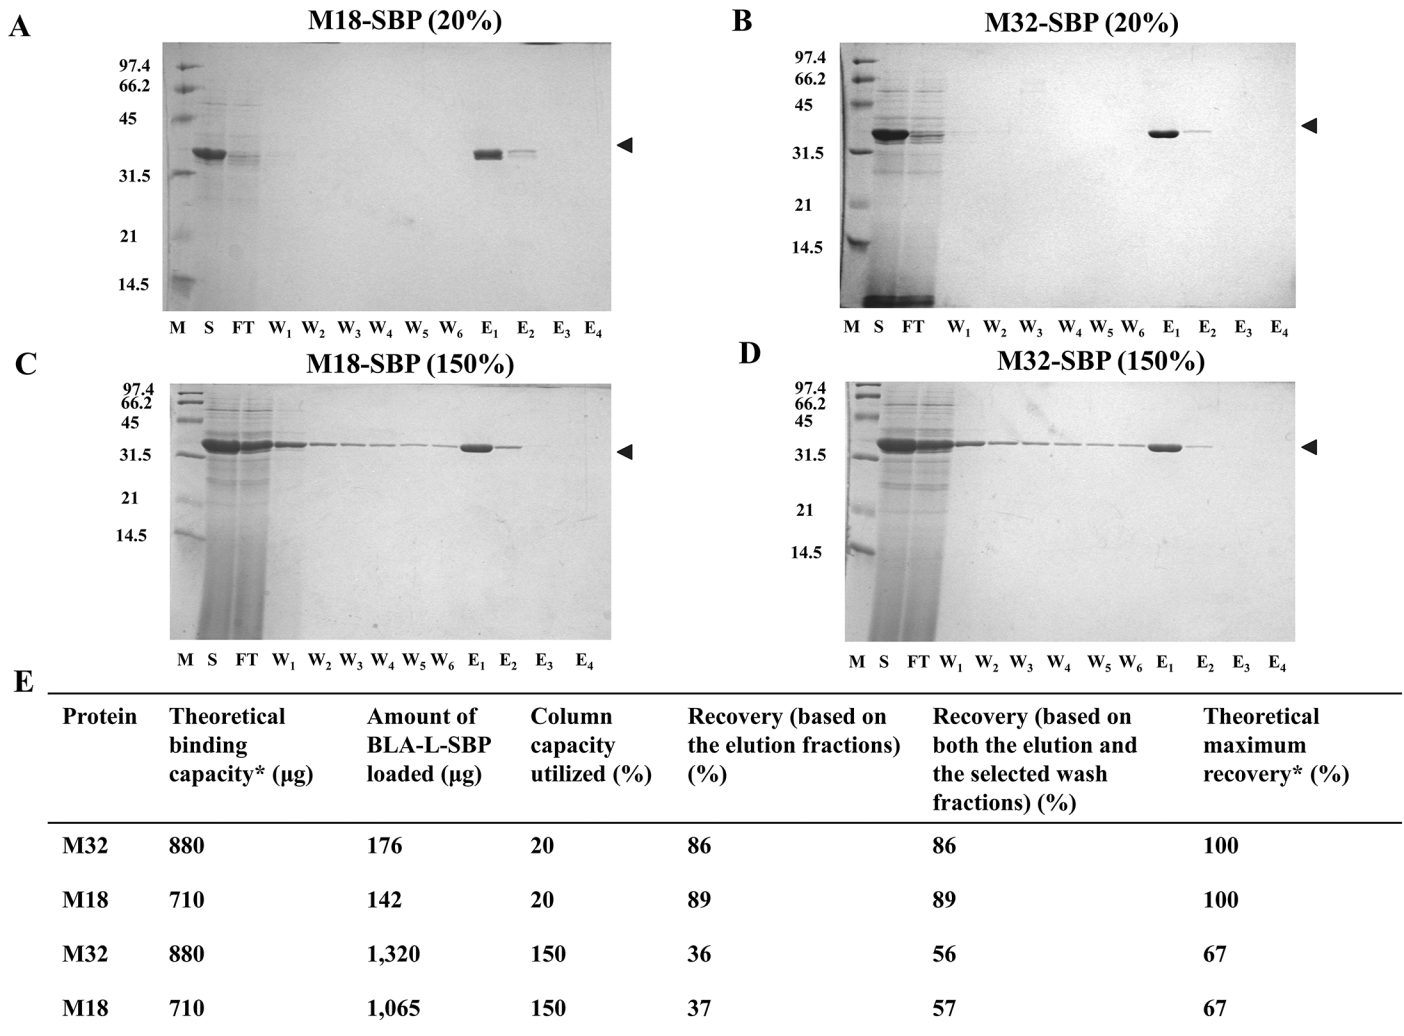 A
M18-SBP (20%)
97.4
66.2
45
31.5
21
14.5
M S FT W1 W2 W3 W4 W5 W6 E1 E2 E3 E4
B
M32-SBP (20%)
97.4
66.2
45
31.5
21
14.5
M S FT W1 W2 W3 W4 W5 W6 E1 E2 E3 E4
C
M18-SBP (150%)
97.4
66.2
45
31.5
21
14.5
M S FT W1 W2 W3 W4 W5 W6 E1 E2 E3 E4
D
M32-SBP (150%)
97.4
66.2
45
31.5
21
14.5
M S FT W1 W2 W3 W4 W5 W6 E1 E2 E3 E4
E
Protein
Theoretical
binding
capacity* (µg)
Amount of
BLA-L-SBP
loaded (µg)
Column
capacity
utilized (%)
Recovery (based on
the elution fractions)
(%)
Recovery (based on
both the elution and
the selected wash
fractions) (%)
Theoretical
maximum
recovery* (%)
M32 880 176 20 86 86 100
M18 710 142 20 89 89 100
M32 880 1,320 150 36 56 67
M18 710 1,065 150 37 57 67